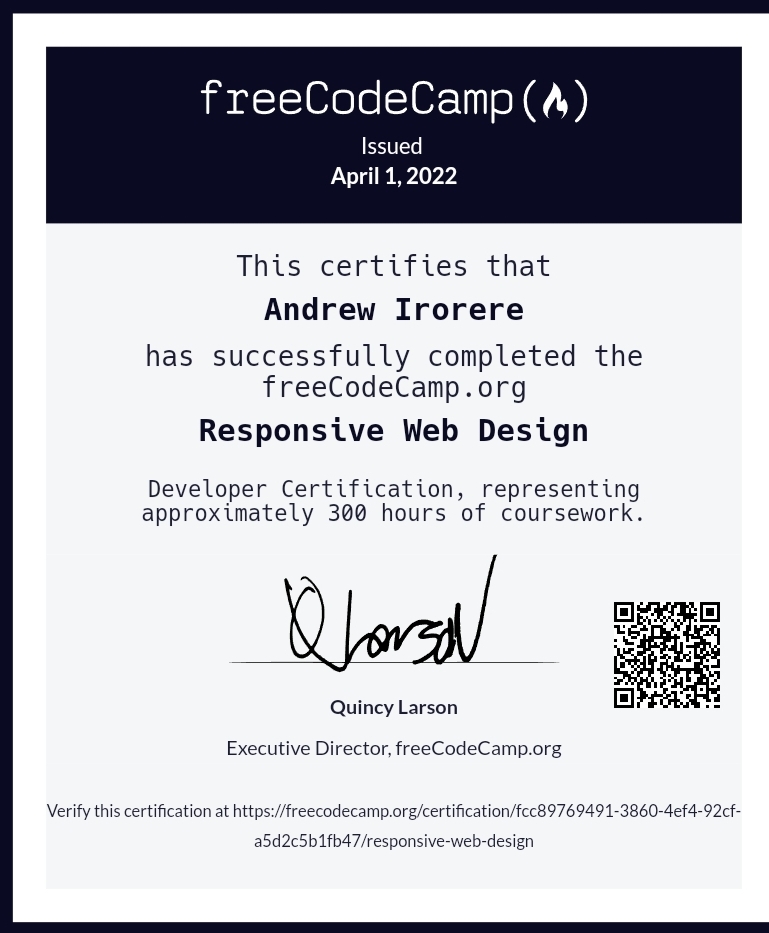 freeCodeCamp(🔥)
Issued
April 1, 2022
This certifies that
Andrew Irorere
has successfully completed the
freeCodeCamp.org
Responsive Web Design
Developer Certification, representing
approximately 300 hours of coursework.
Q Larson
Quincy Larson
Executive Director, freeCodeCamp.org
Verify this certification at https://freecodecamp.org/certification/fcc89769491-3860-4ef4-92cf-
a5d2c5b1fb47/responsive-web-design